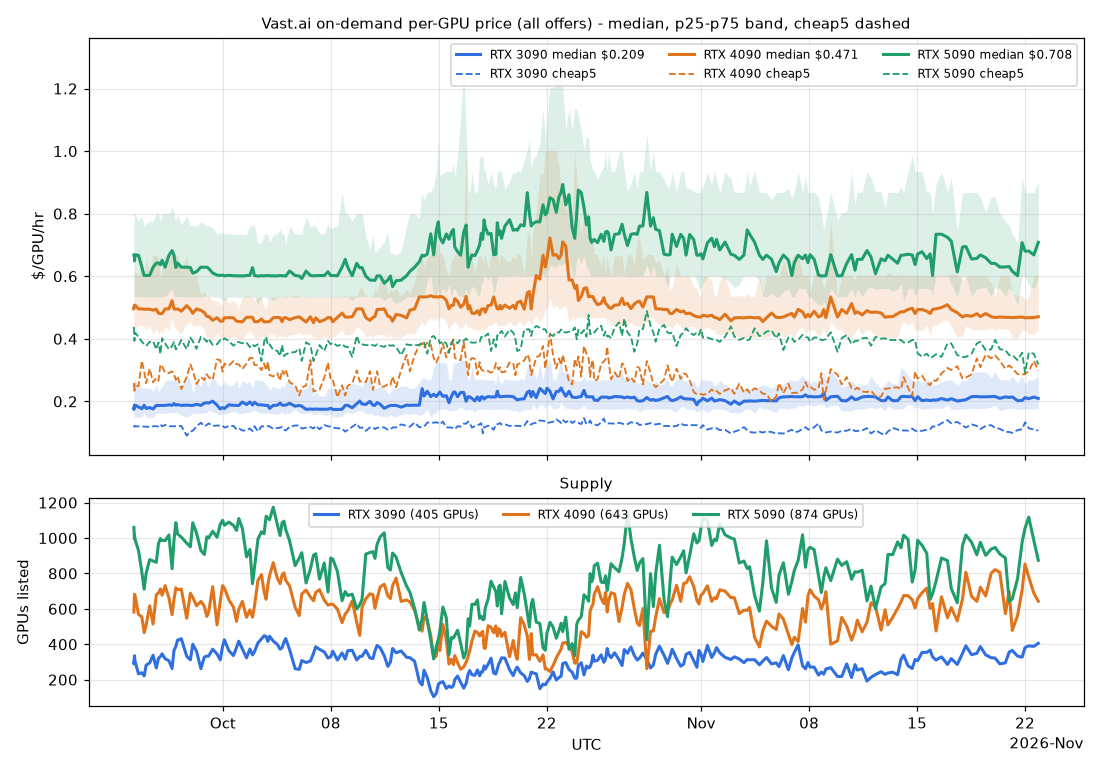 Vast.ai on-demand per-GPU price (all offers) - median, p25-p75 band, cheap5 dashed
RTX 3090 median $0.209
RTX 4090 median $0.471
RTX 5090 median $0.708
RTX 3090 cheap5
RTX 4090 cheap5
RTX 5090 cheap5
$/GPU/hr
1.2
1.0
0.8
0.6
0.4
0.2
Supply
RTX 3090 (405 GPUs)
RTX 4090 (643 GPUs)
RTX 5090 (874 GPUs)
GPUs listed
1200
1000
800
600
400
200
Oct
08
15
22
Nov
08
15
22
UTC
2026-Nov